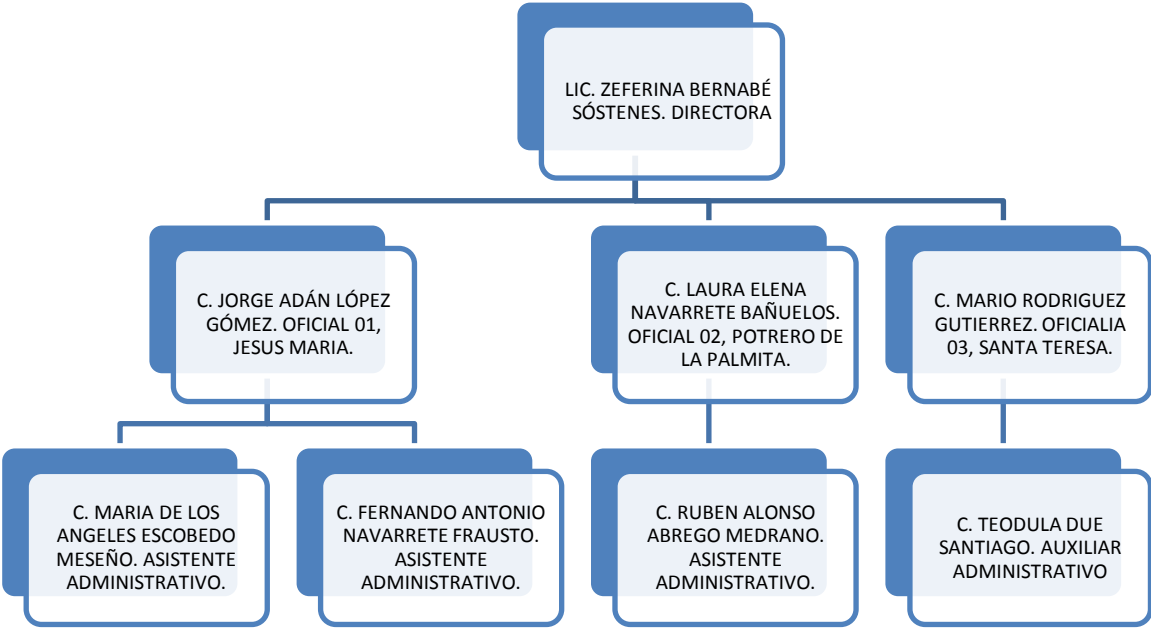 LIC. ZEFERINA BERNABÉ
SÓSTENES. DIRECTORA
C. JORGE ADÁN LÓPEZ
GÓMEZ. OFICIAL 01,
JESUS MARIA.
C. LAURA ELENA
NAVARRETE BAÑUELOS.
OFICIAL 02, POTRERO DE
LA PALMITA.
C. MARIO RODRIGUEZ
GUTIERREZ. OFICIALIA
03, SANTA TERESA.
C. MARIA DE LOS
ANGELES ESCOBEDO
MESEÑO. ASISTENTE
ADMINISTRATIVO.
C. FERNANDO ANTONIO
NAVARRETE FRAUSTO.
ASISTENTE
ADMINISTRATIVO.
C. RUBEN ALONSO
ABREGO MEDRANO.
ASISTENTE
ADMINISTRATIVO.
C. TEODULA DUE
SANTIAGO. AUXILIAR
ADMINISTRATIVO